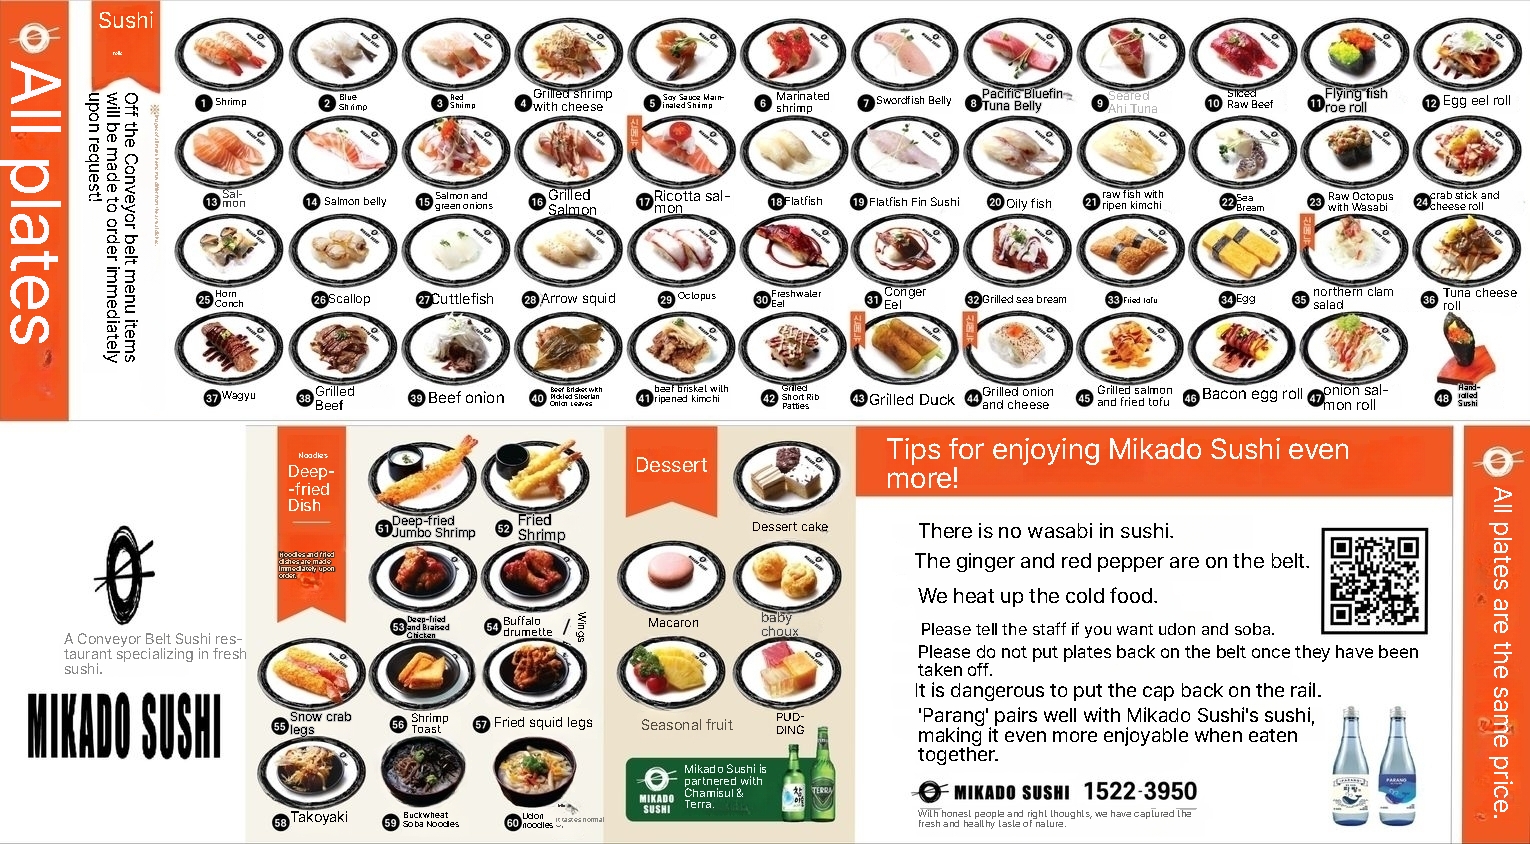 All plates
Sushi
Off the Conveyor belt menu items
will be made to order immediately
upon request!
1 Shrimp
2 Blue
Shrimp
3 Red
Shrimp
4 Grilled shrimp
with cheese
5 Soy Sauce Mari-
nated Shrimp
6 Marinated
shrimp
7 Swordfish Belly
8 Pacific Bluefin
Tuna Belly
9 Seared
Ahi Tuna
10 Sliced
Raw Beef
11 Flying fish
roe roll
12 Egg eel roll
13 Sal-
mon
14 Salmon belly
15 Salmon and
green onions
16 Grilled
Salmon
17 Ricotta sal-
mon
18 Flatfish
19 Flatfish Fin Sushi
20 Oily fish
21 raw fish with
ripen kimchi
22 Sea
Bream
23 Raw Octopus
with Wasabi
24 crab stick and
cheese roll
25 Horn
Conch
26 Scallop
27 Cuttlefish
28 Arrow squid
29 Octopus
30 Freshwater
Eel
31 Conger
Eel
32 Grilled sea bream
33 Fried tofu
34 Egg
35 northern clam
salad
36 Tuna cheese
roll
37 Wagyu
38 Grilled
Beef
39 Beef onion
40 Beef Brisket with
Pickled Siberian
Onion Leaves
41 beef brisket with
ripened kimchi
42 Grilled
Short Rib
Patties
43 Grilled Duck
44 Grilled onion
and cheese
45 Grilled salmon
and fried tofu
46 Bacon egg roll
47 onion sal-
mon roll
48 Hand-
rolled
Sushi
A Conveyor Belt Sushi res-
taurant specializing in fresh
sushi.
MIKADO SUSHI
Noodles
Deep-
-fried
Dish
Noodles and fried
dishes are made
immediately upon
order.
51 Deep-fried
Jumbo Shrimp
52 Fried
Shrimp
53 Deep-fried
and Braised
Chicken
54 Buffalo
drumette / Wings
55 Snow crab
legs
56 Shrimp
Toast
57 Fried squid legs
58 Takoyaki
59 Buckwheat
Soba Noodles
60 Udon
noodles
Dessert
Dessert cake
Macaron
baby
choux
Seasonal fruit
PUD-
DING
MIKADO
SUSHI
Mikado Sushi is
partnered with
Chamisul &
Terra.
TERRA
Tips for enjoying Mikado Sushi even
more!
There is no wasabi in sushi.
The ginger and red pepper are on the belt.
We heat up the cold food.
Please tell the staff if you want udon and soba.
Please do not put plates back on the belt once they have been
taken off.
It is dangerous to put the cap back on the rail.
'Parang' pairs well with Mikado Sushi's sushi,
making it even more enjoyable when eaten
together.
MIKADO SUSHI 1522-3950
With honest people and right thoughts, we have captured the
fresh and healthy taste of nature.
PARANG
All plates are the same price.